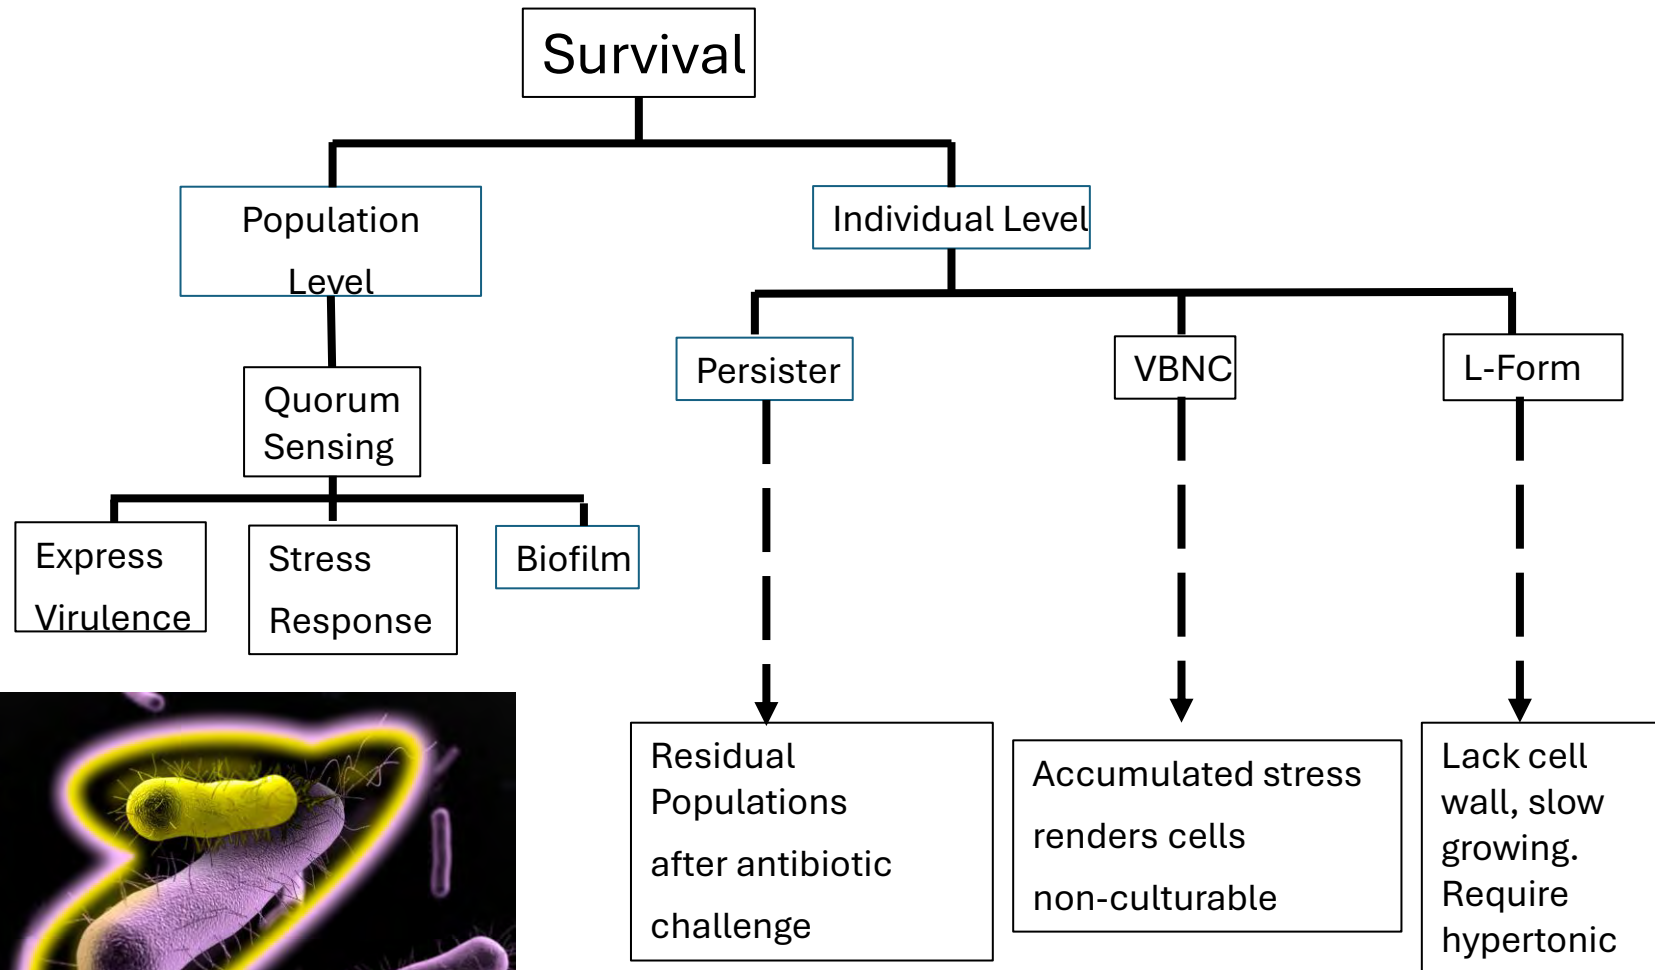 Survival
Population
Level
Individual Level
Quorum
Sensing
Persister
VBNC
L-Form
Express
Virulence
Stress
Response
Biofilm
Residual
Populations
after antibiotic
challenge
Accumulated stress
renders cells
non-culturable
Lack cell
wall, slow
growing.
Require
hypertonic